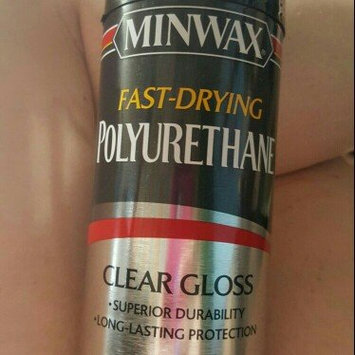 MINWAX®
FAST-DRYING
POLYURETHANE
CLEAR GLOSS
•SUPERIOR DURABILITY
•LONG-LASTING PROTECTION